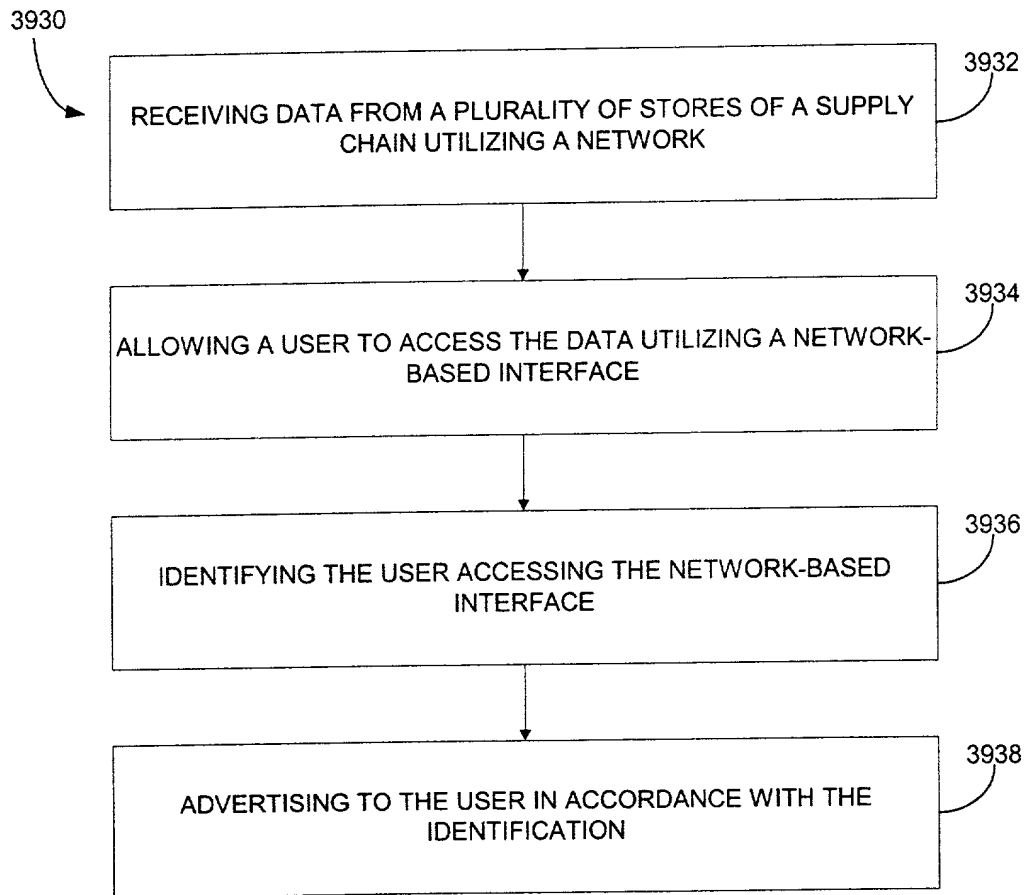 3930
3932
RECEIVING DATA FROM A PLURALITY OF STORES OF A SUPPLY
CHAIN UTILIZING A NETWORK
3934
ALLOWING A USER TO ACCESS THE DATA UTILIZING A NETWORK-
BASED INTERFACE
3936
IDENTIFYING THE USER ACCESSING THE NETWORK-BASED
INTERFACE
3938
ADVERTISING TO THE USER IN ACCORDANCE WITH THE
IDENTIFICATION